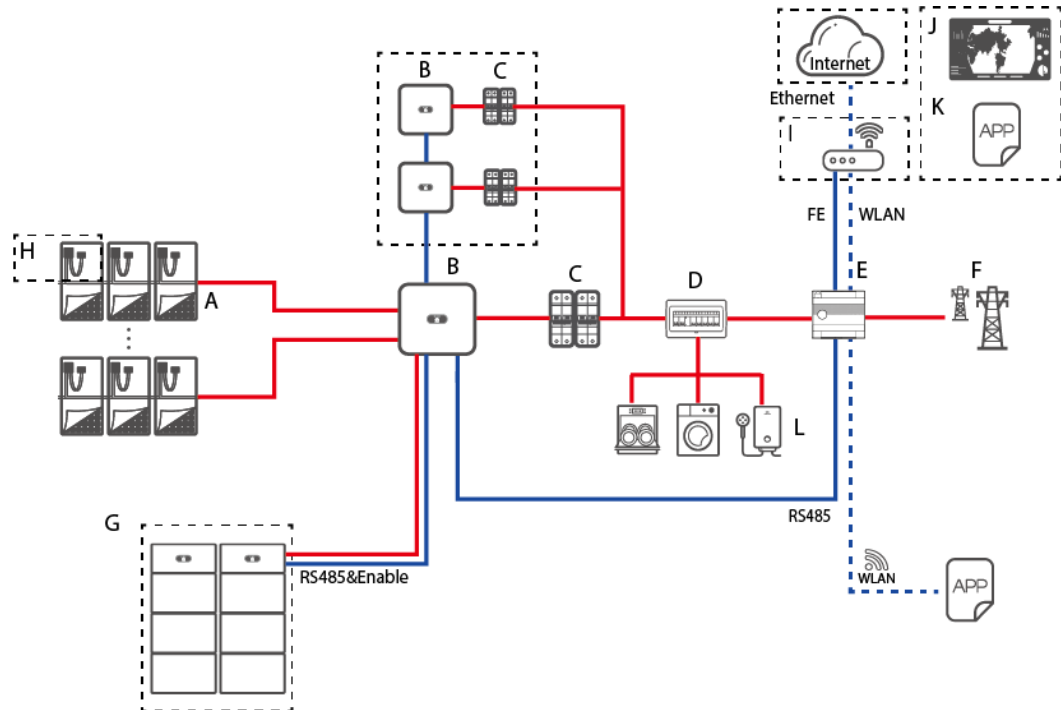 J
Internet
B
C
Ethernet
K
APP
I
FE
WLAN
H
B
C
D
E
F
A
L
RS485
G
RS485&Enable
WLAN
APP